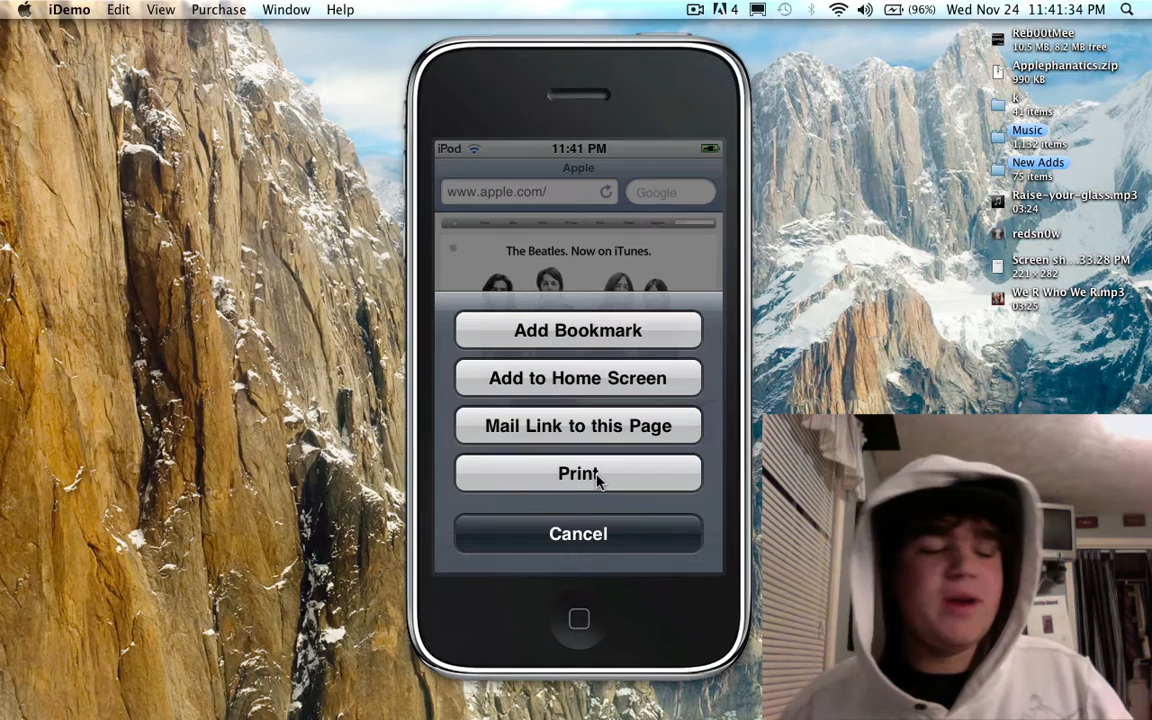 iDemo Edit View Purchase Window Help
4 (96%) Wed Nov 24 11:41:34 PM
Reb00tMee
10.5 MB, 8.2 MB free
Applephanatics.zip
990 KB
k
41 items
Music
1,132 items
New Adds
75 items
Raise-your-glass.mp3
03:24
redsn0w
Screen sh....33.28 PM
221×282
We R Who We R.mp3
03:25
iPod 11:41 PM
Apple
www.apple.com/ Google
The Beatles. Now on iTunes.
Add Bookmark
Add to Home Screen
Mail Link to this Page
Print
Cancel